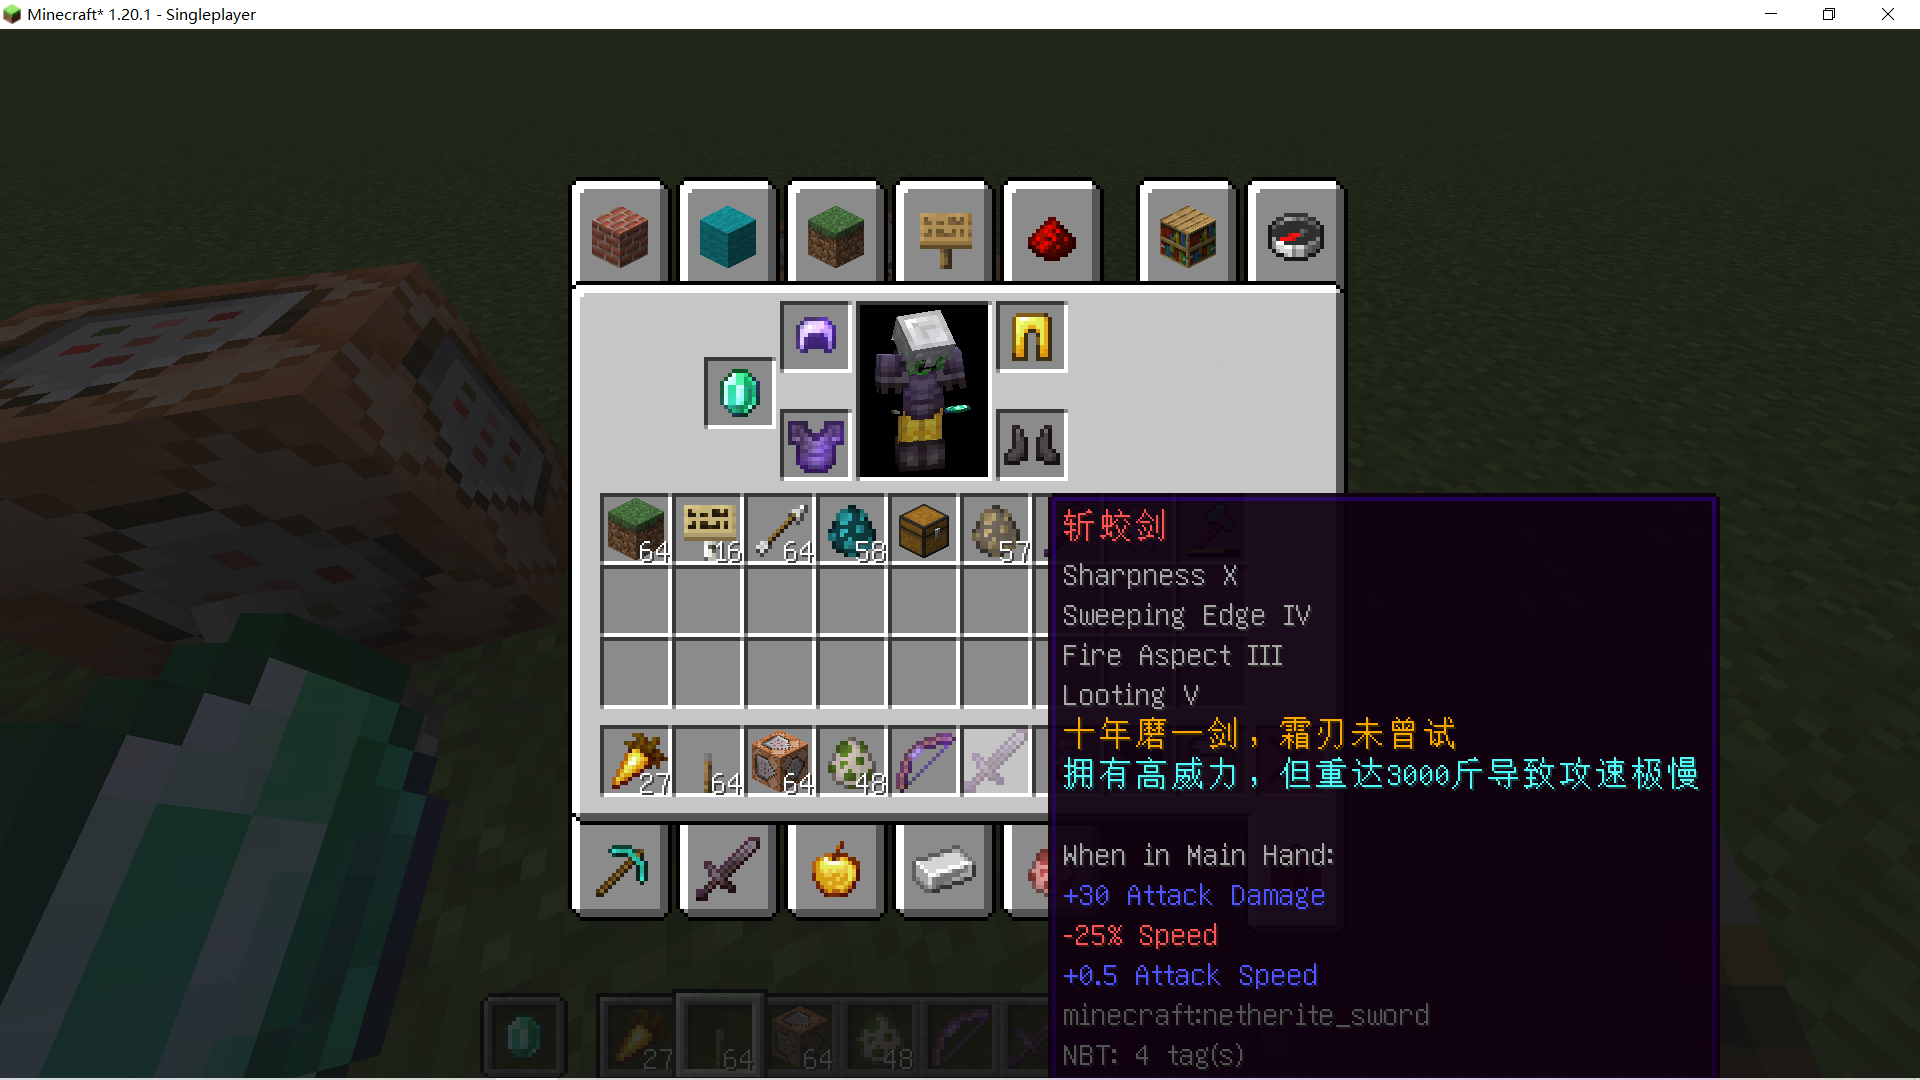 Minecraft* 1.20.1 - Singleplayer
64
16
64
58
57
斩蛟剑
Sharpness X
Sweeping Edge IV
Fire Aspect III
Looting V
十年磨一剑，霜刃未曾试
拥有高威力，但重达3000斤导致攻速极慢
27
64
64
48
When in Main Hand:
+30 Attack Damage
-25% Speed
+0.5 Attack Speed
minecraft:netherite_sword
NBT: 4 tag(s)
27
64
64
48